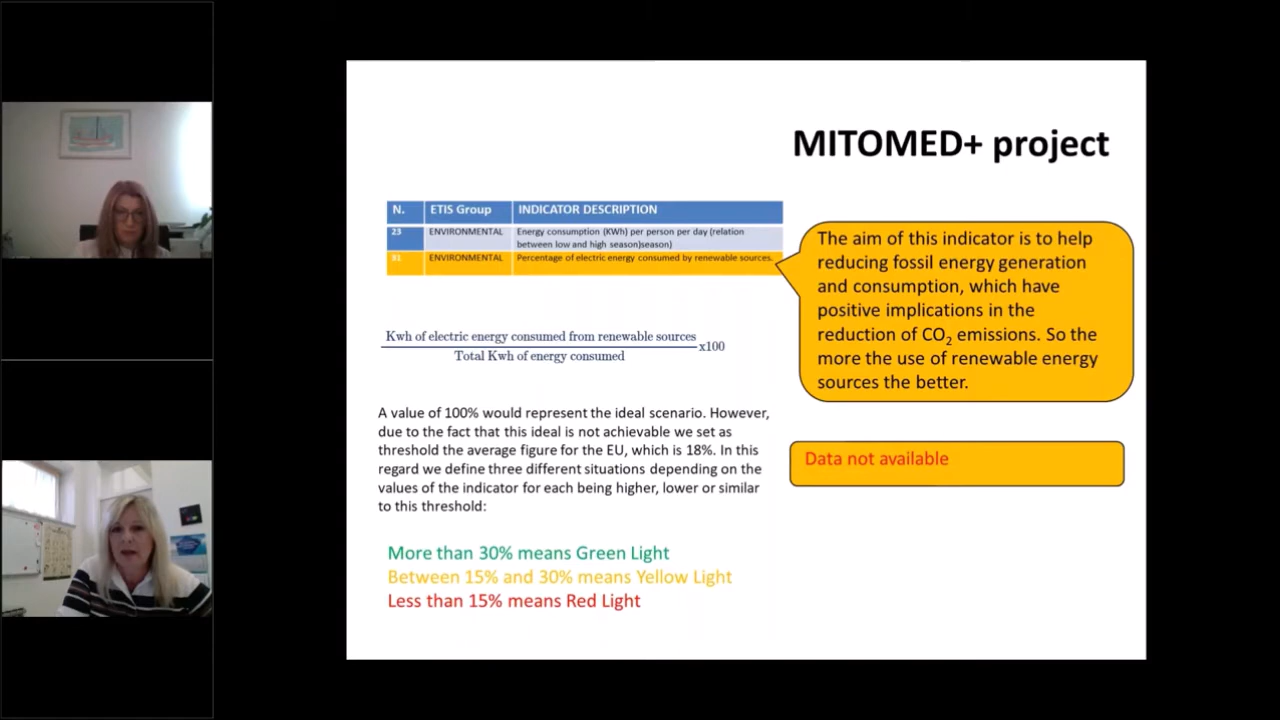 MITOMED+ project
N. ETIS Group INDICATOR DESCRIPTION
23 ENVIRONMENTAL Energy consumption (KWh) per person per day (relation
between low and high season)season)
31 ENVIRONMENTAL Percentage of electric energy consumed by renewable sources.
The aim of this indicator is to help
reducing fossil energy generation
and consumption, which have
positive implications in the
reduction of CO2 emissions. So the
more the use of renewable energy
sources the better.
Kwh of electric energy consumed from renewable sources
Total Kwh of energy consumed
x100
A value of 100% would represent the ideal scenario. However,
due to the fact that this ideal is not achievable we set as
threshold the average figure for the EU, which is 18%. In this
regard we define three different situations depending on the
values of the indicator for each being higher, lower or similar
to this threshold:
Data not available
More than 30% means Green Light
Between 15% and 30% means Yellow Light
Less than 15% means Red Light